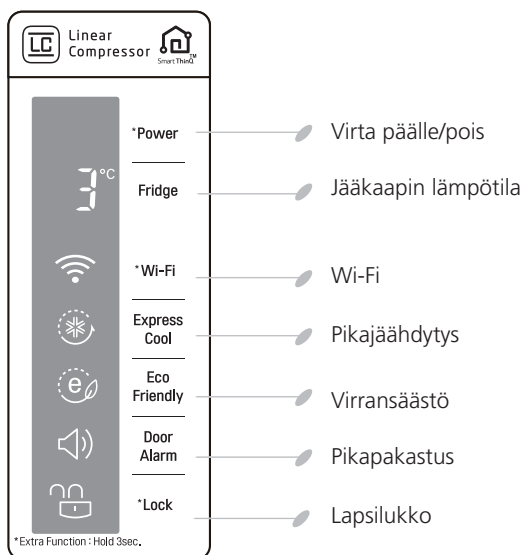 LC Linear
Compressor
Smart ThinQ™
*Power
Virta päälle/pois
3°C
Fridge
Jääkaapin lämpötila
*Wi-Fi
Wi-Fi
Express
Cool
Pikajäähdytys
e
Eco
Friendly
Virransäästö
Door
Alarm
Pikapakastus
*Lock
Lapsilukko
*Extra Function : Hold 3sec.